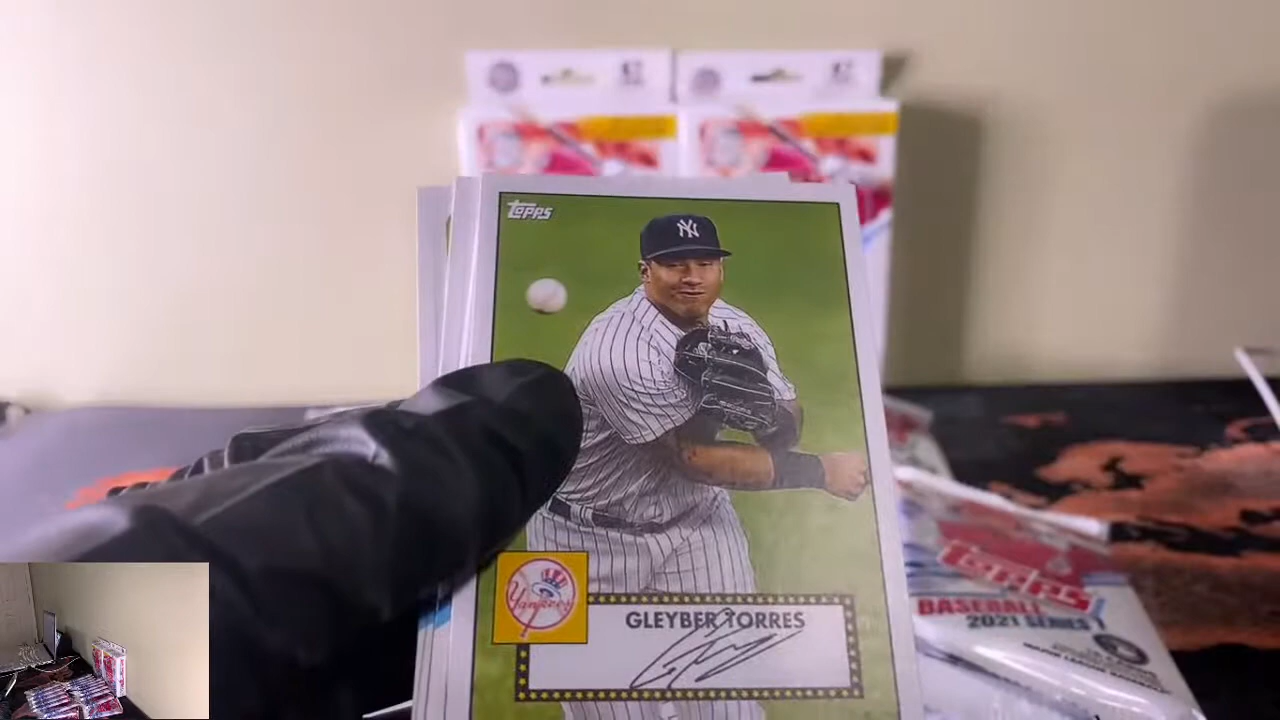 topps
NY
Yankees
GLEYBER TORRES
topps
BASEBALL
2021 SERIES 1